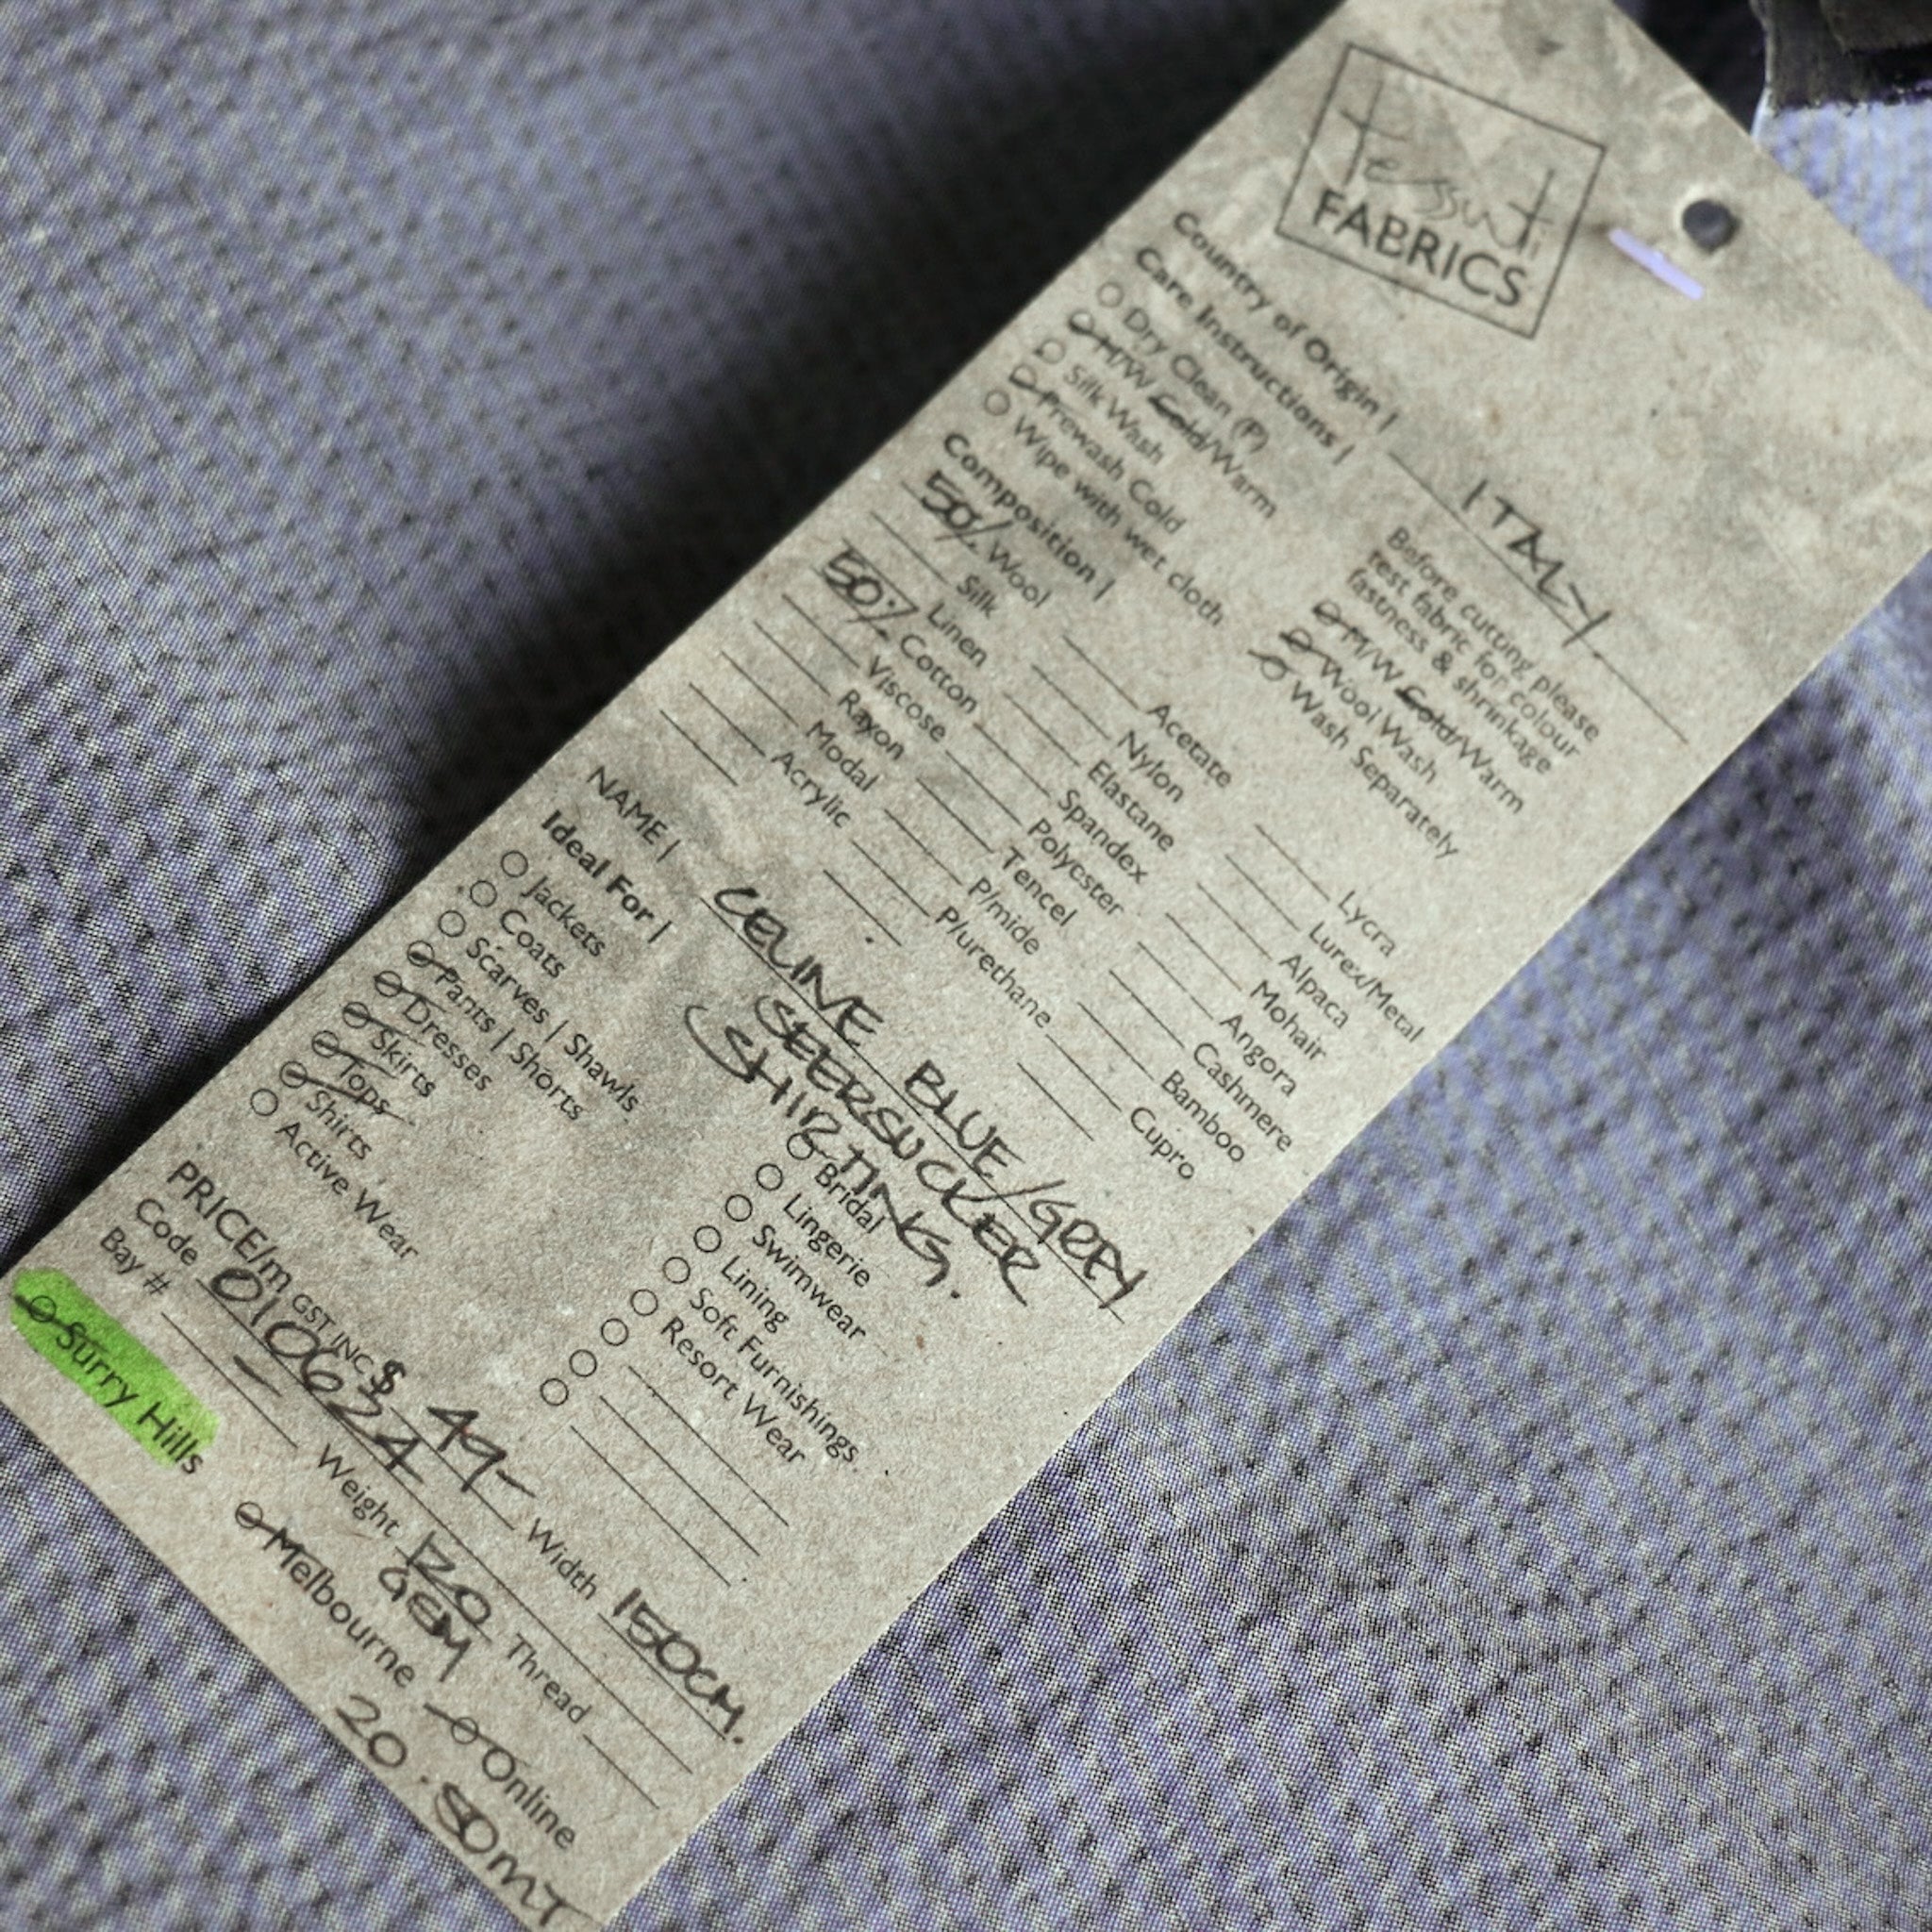 Tessuti
FABRICS
Country of Origin | ITALY.
Care Instructions |
Dry Clean (P)
H/W Cold/Warm
Silk Wash
Prewash Cold
Wipe with wet cloth
Before cutting please
test fabric for colour
fastness & shrinkage
M/W Cold/Warm
Wool Wash
Wash Separately
Composition |
50% Wool
Silk
Linen
50% Cotton
Viscose
Rayon
Modal
Acrylic
Acetate
Nylon
Elastane
Spandex
Polyester
Tencel
P/mide
P/urethane
Lycra
Lurex/Metal
Alpaca
Mohair
Angora
Cashmere
Bamboo
Cupro
NAME | CELINE BLUE/GREY
SEERSUCKER
SHIRTING.
Ideal For |
Jackets
Coats
Scarves | Shawls
Pants | Shorts
Dresses
Skirts
Tops
Shirts
Active Wear
Bridal
Lingerie
Swimwear
Lining
Soft Furnishings
Resort Wear
PRICE/m GST INC $ 49- Width 150CM.
Code 010624 Thread
Bay # - Weight 120
GSM
Surry Hills Melbourne Online
20.50MT